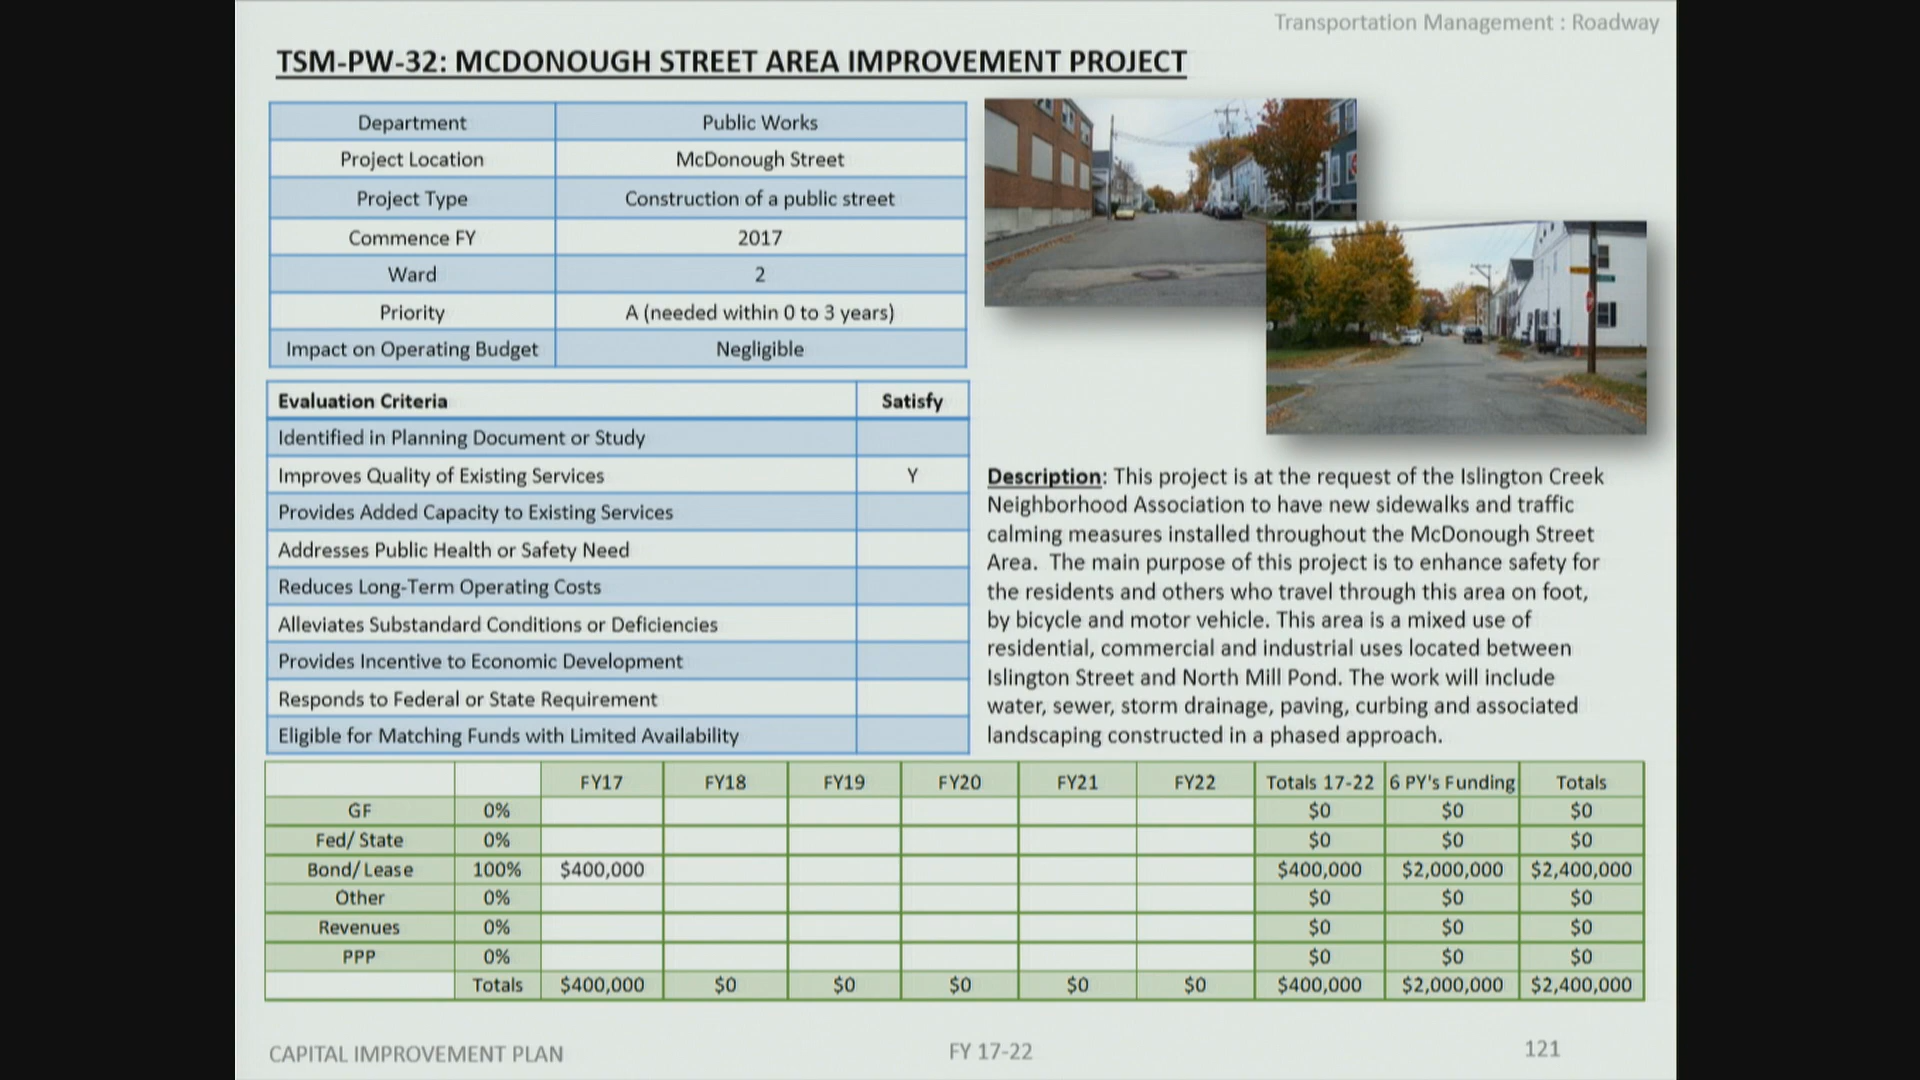 Transportation Management : Roadway
TSM-PW-32: MCDONOUGH STREET AREA IMPROVEMENT PROJECT
Department Public Works
Project Location McDonough Street
Project Type Construction of a public street
Commence FY 2017
Ward 2
Priority A (needed within 0 to 3 years)
Impact on Operating Budget Negligible
Evaluation Criteria Satisfy
Identified in Planning Document or Study
Improves Quality of Existing Services Y
Provides Added Capacity to Existing Services
Addresses Public Health or Safety Need
Reduces Long-Term Operating Costs
Alleviates Substandard Conditions or Deficiencies
Provides Incentive to Economic Development
Responds to Federal or State Requirement
Eligible for Matching Funds with Limited Availability
Description: This project is at the request of the Islington Creek
Neighborhood Association to have new sidewalks and traffic
calming measures installed throughout the McDonough Street
Area. The main purpose of this project is to enhance safety for
the residents and others who travel through this area on foot,
by bicycle and motor vehicle. This area is a mixed use of
residential, commercial and industrial uses located between
Islington Street and North Mill Pond. The work will include
water, sewer, storm drainage, paving, curbing and associated
landscaping constructed in a phased approach.
FY17 FY18 FY19 FY20 FY21 FY22 Totals 17-22 6 PY's Funding Totals
GF 0% $0 $0 $0
Fed/ State 0% $0 $0 $0
Bond/ Lease 100% $400,000 $400,000 $2,000,000 $2,400,000
Other 0% $0 $0 $0
Revenues 0% $0 $0 $0
PPP 0% $0 $0 $0
Totals $400,000 $0 $0 $0 $0 $0 $400,000 $2,000,000 $2,400,000
CAPITAL IMPROVEMENT PLAN FY 17-22 121